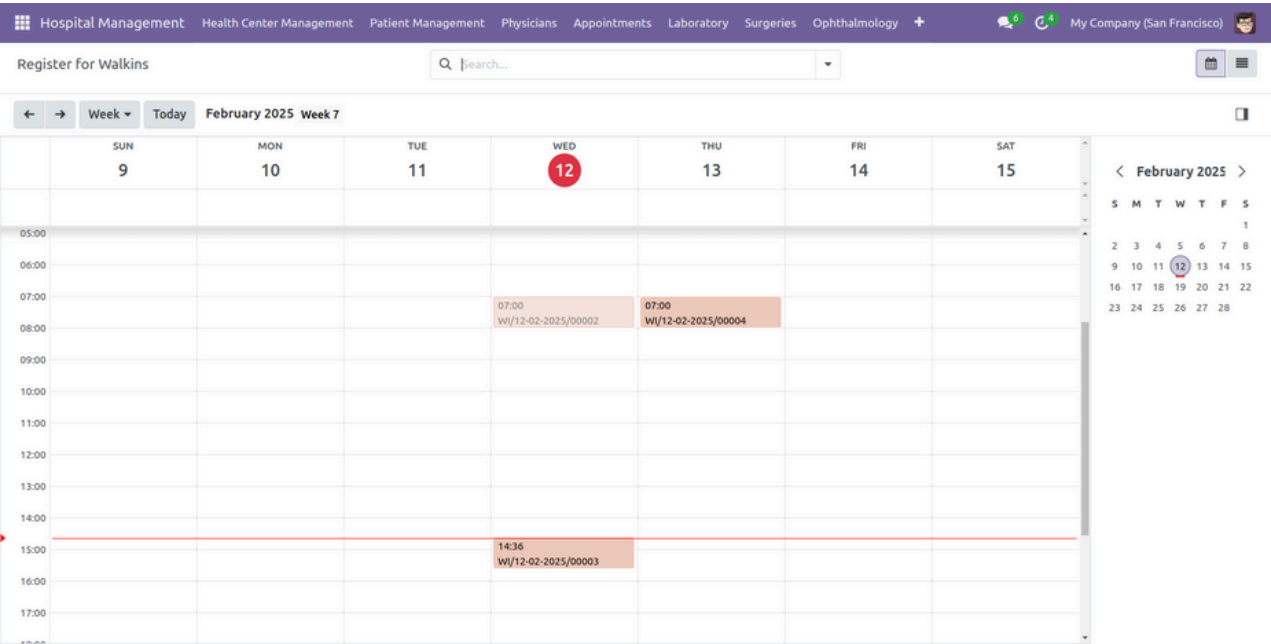 Hospital Management Health Center Management Patient Management Physicians Appointments Laboratory Surgeries Ophthalmology + 6 4 My Company (San Francisco)
Register for Walkins
Search...
Week Today February 2025 Week 7
SUN MON TUE WED THU FRI SAT
9 10 11 12 13 14 15
05:00
06:00
07:00
08:00
09:00
10:00
11:00
12:00
13:00
14:00
15:00
16:00
17:00
07:00
WI/12-02-2025/00002
07:00
WI/12-02-2025/00004
14:36
WI/12-02-2025/00003
February 2025
S M T W T F S
1
2 3 4 5 6 7 8
9 10 11 12 13 14 15
16 17 18 19 20 21 22
23 24 25 26 27 28